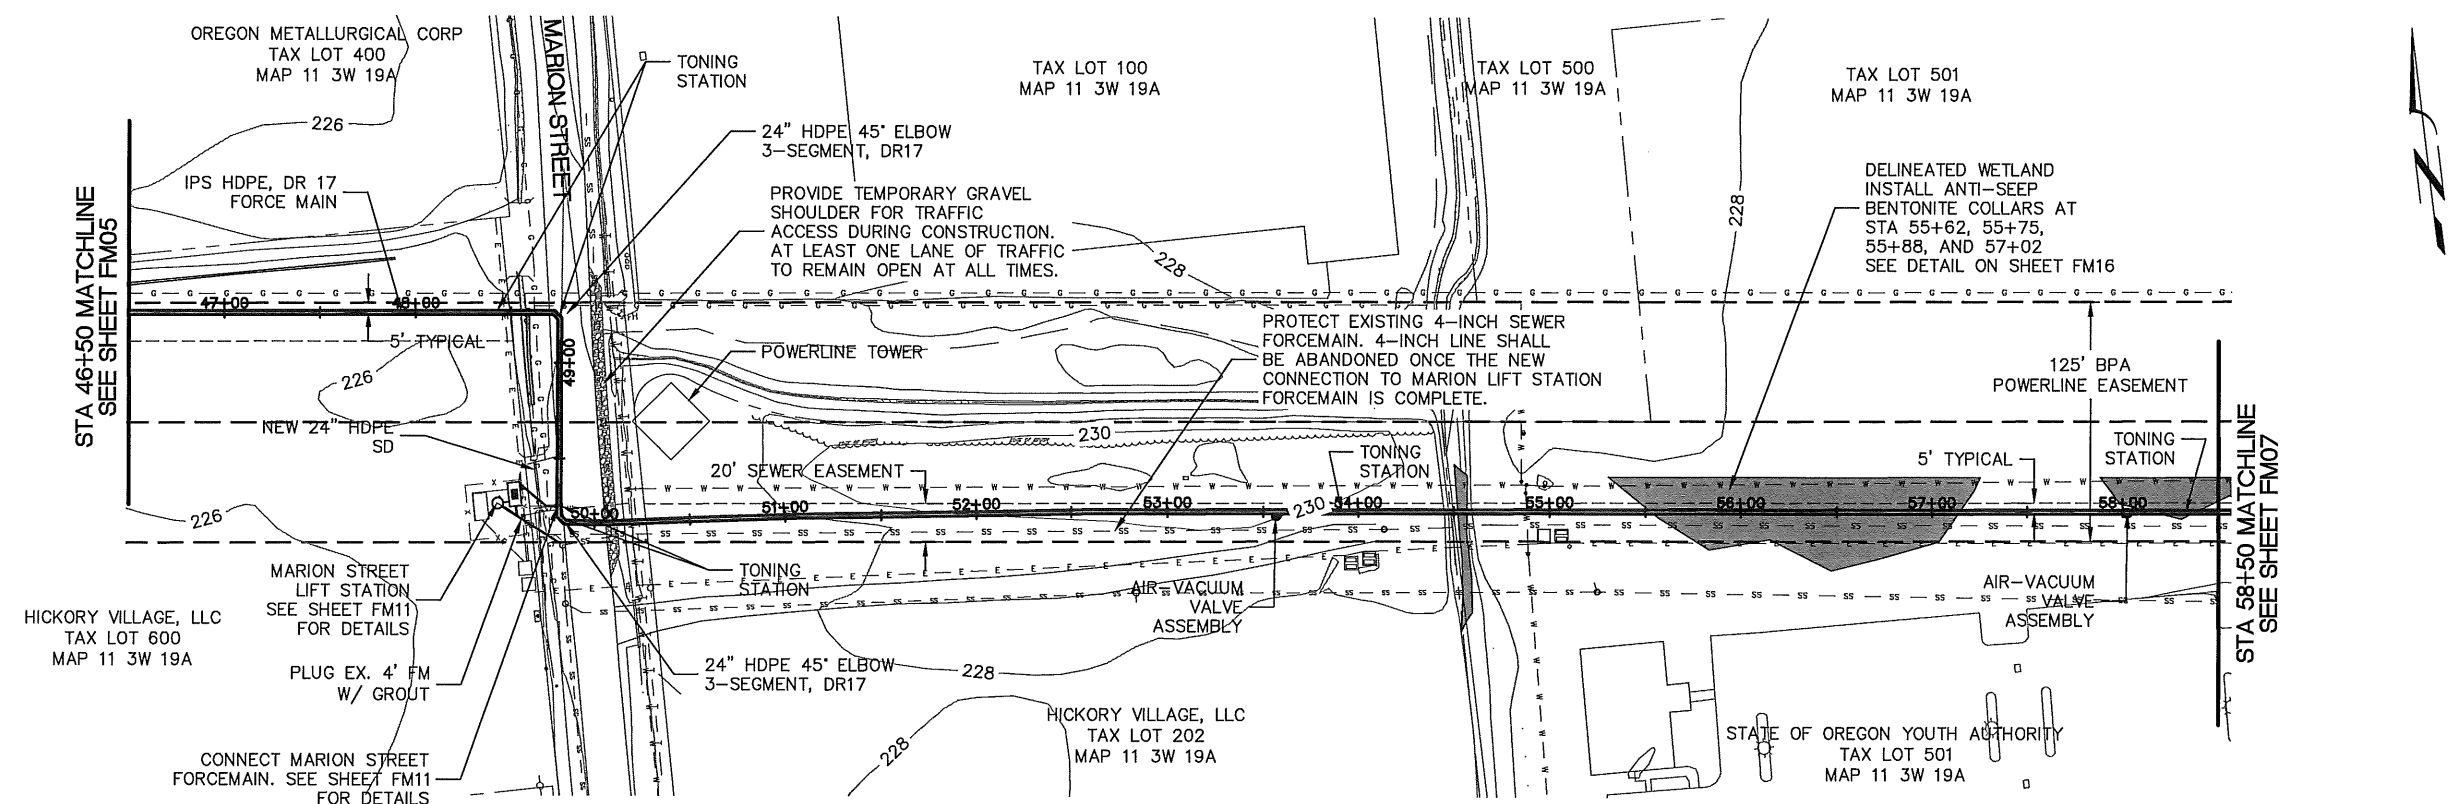 OREGON METALLURGICAL CORP
TAX LOT 400
MAP 11 3W 19A
MARION STREET
TONING
STATION
TAX LOT 100
MAP 11 3W 19A
TAX LOT 500
MAP 11 3W 19A
TAX LOT 501
MAP 11 3W 19A
226
24" HDPE 45° ELBOW
3-SEGMENT, DR17
IPS HDPE, DR 17
FORCE MAIN
PROVIDE TEMPORARY GRAVEL
SHOULDER FOR TRAFFIC
ACCESS DURING CONSTRUCTION.
AT LEAST ONE LANE OF TRAFFIC
TO REMAIN OPEN AT ALL TIMES.
228
228
DELINEATED WETLAND
INSTALL ANTI-SEEP
BENTONITE COLLARS AT
STA 55+62, 55+75,
55+88, AND 57+02
SEE DETAIL ON SHEET FM16
STA 46+50 MATCHLINE
SEE SHEET FM05
47+00
48+00
FH
5' TYPICAL
49+00
226
POWERLINE TOWER
PROTECT EXISTING 4-INCH SEWER
FORCEMAIN. 4-INCH LINE SHALL
BE ABANDONED ONCE THE NEW
CONNECTION TO MARION LIFT STATION
FORCEMAIN IS COMPLETE.
125' BPA
POWERLINE EASEMENT
NEW 24" HDPE
SD
230
20' SEWER EASEMENT
TONING
STATION
5' TYPICAL
TONING
STATION
226
50+00
51+00
52+00
53+00
230
54+00
55+00
56+00
57+00
58+00
STA 58+50 MATCHLINE
SEE SHEET FM07
MARION STREET
LIFT STATION
SEE SHEET FM11
FOR DETAILS
TONING
STATION
AIR-VACUUM
VALVE
ASSEMBLY
AIR-VACUUM
VALVE
ASSEMBLY
HICKORY VILLAGE, LLC
TAX LOT 600
MAP 11 3W 19A
PLUG EX. 4' FM
W/ GROUT
24" HDPE 45° ELBOW
3-SEGMENT, DR17
228
228
HICKORY VILLAGE, LLC
TAX LOT 202
MAP 11 3W 19A
STATE OF OREGON YOUTH AUTHORITY
TAX LOT 501
MAP 11 3W 19A
CONNECT MARION STREET
FORCEMAIN. SEE SHEET FM11
FOR DETAILS